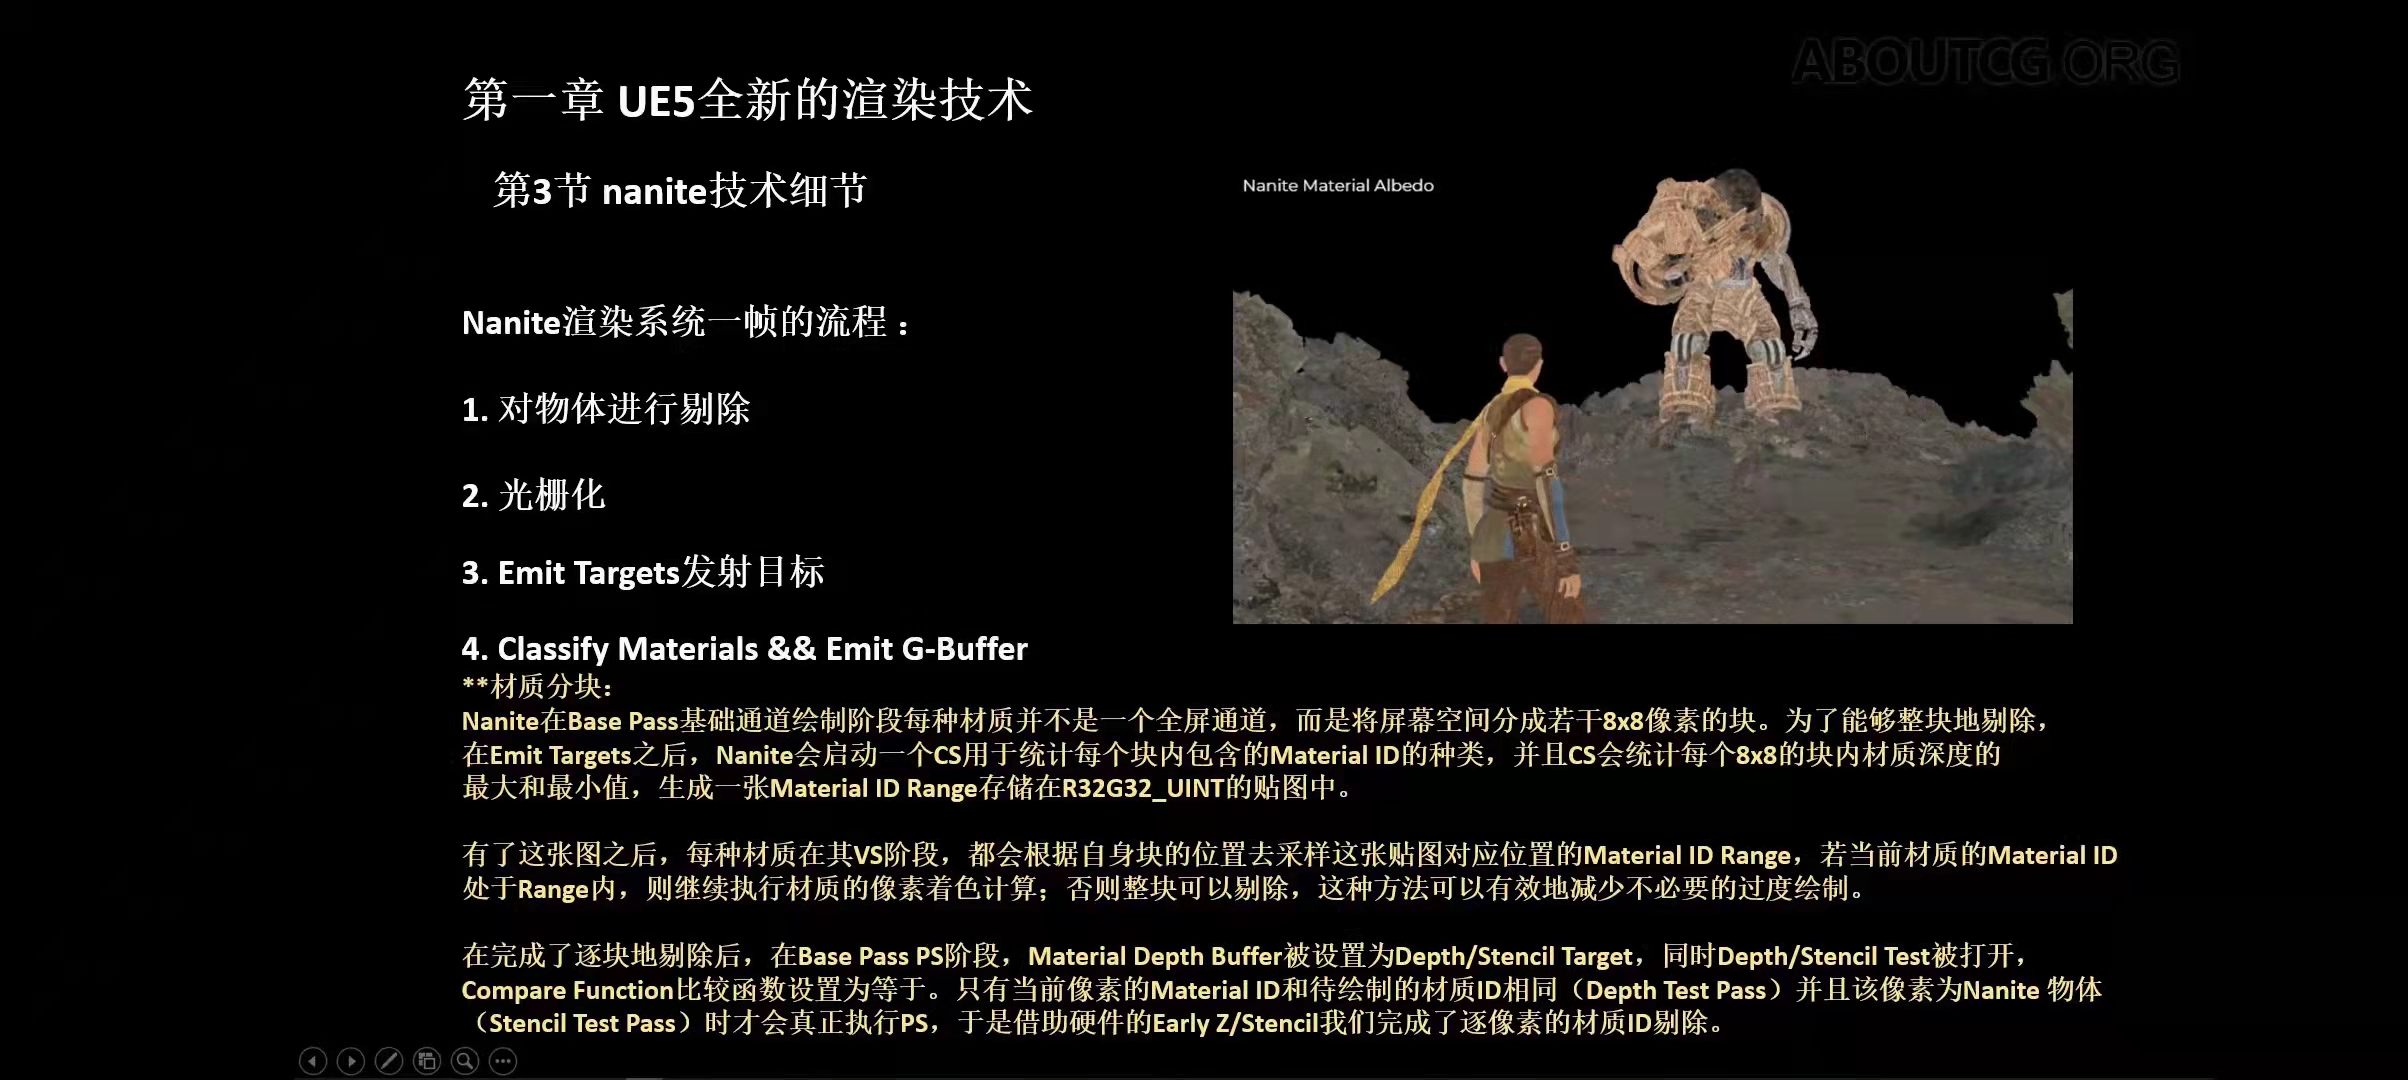 ABOUTCG.ORG
第一章 UE5全新的渲染技术
第3节 nanite技术细节
Nanite Material Albedo
Nanite渲染系统一帧的流程：
1. 对物体进行剔除
2. 光栅化
3. Emit Targets发射目标
4. Classify Materials && Emit G-Buffer
**材质分块：
Nanite在Base Pass基础通道绘制阶段每种材质并不是一个全屏通道，而是将屏幕空间分成若干8x8像素的块。为了能够整块地剔除，
在Emit Targets之后，Nanite会启动一个CS用于统计每个块内包含的Material ID的种类，并且CS会统计每个8x8的块内材质深度的
最大和最小值，生成一张Material ID Range存储在R32G32_UINT的贴图中。
有了这张图之后，每种材质在其VS阶段，都会根据自身块的位置去采样这张贴图对应位置的Material ID Range，若当前材质的Material ID
处于Range内，则继续执行材质的像素着色计算；否则整块可以剔除，这种方法可以有效地减少不必要的过度绘制。
在完成了逐块地剔除后，在Base Pass PS阶段，Material Depth Buffer被设置为Depth/Stencil Target，同时Depth/Stencil Test被打开，
Compare Function比较函数设置为等于。只有当前像素的Material ID和待绘制的材质ID相同（Depth Test Pass）并且该像素为Nanite 物体
（Stencil Test Pass）时才会真正执行PS，于是借助硬件的Early Z/Stencil我们完成了逐像素的材质ID剔除。